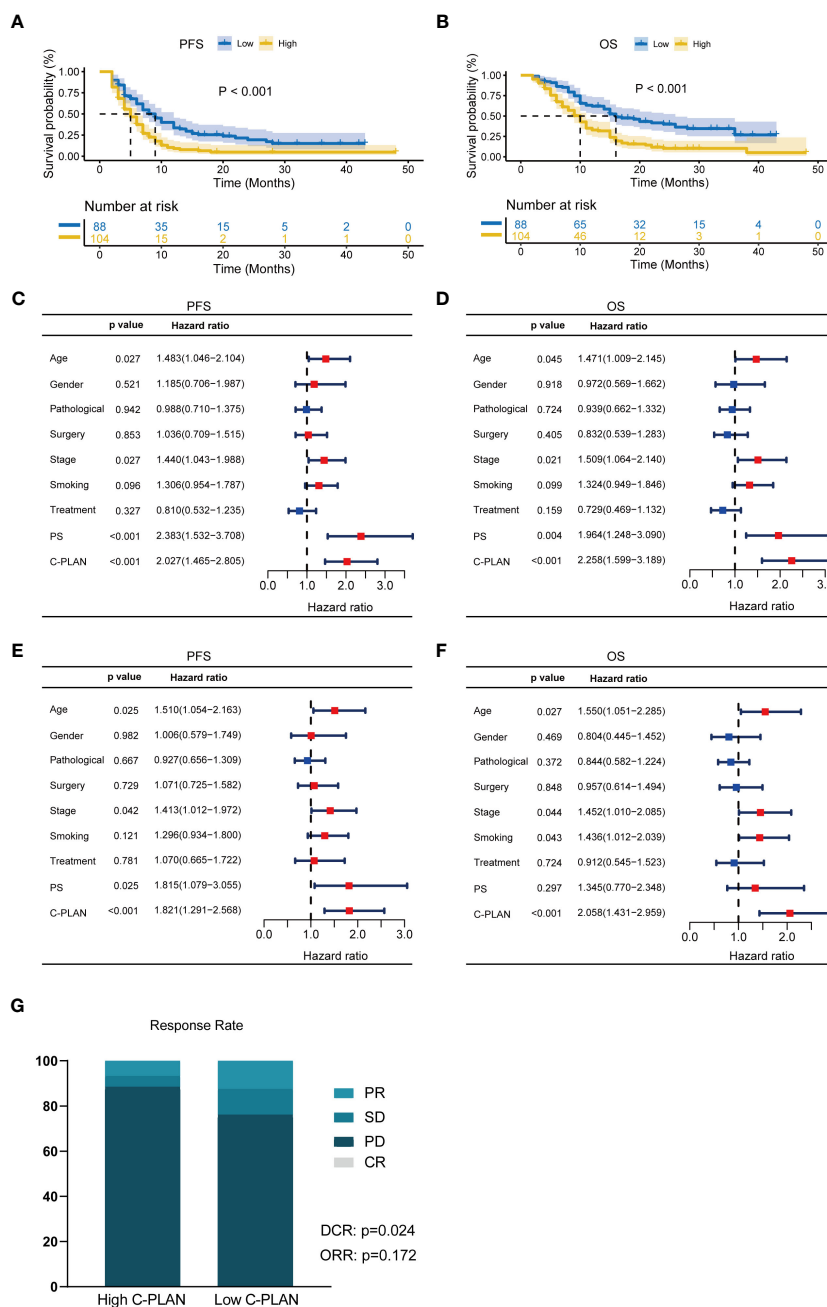 A
PFS Low High
Survival probability (%)
1.00
0.75
0.50
0.25
0.00
P < 0.001
0 10 20 30 40 50
Time (Months)
Number at risk
88 35 15 5 2 0
104 15 2 1 1 0
0 10 20 30 40 50
Time (Months)
B
OS Low High
Survival probability (%)
1.00
0.75
0.50
0.25
0.00
P < 0.001
0 10 20 30 40 50
Time (Months)
Number at risk
88 65 32 15 4 0
104 46 12 3 1 0
0 10 20 30 40 50
Time (Months)
C
PFS
p value Hazard ratio
Age 0.027 1.483(1.046−2.104)
Gender 0.521 1.185(0.706−1.987)
Pathological 0.942 0.988(0.710−1.375)
Surgery 0.853 1.036(0.709−1.515)
Stage 0.027 1.440(1.043−1.988)
Smoking 0.096 1.306(0.954−1.787)
Treatment 0.327 0.810(0.532−1.235)
PS <0.001 2.383(1.532−3.708)
C-PLAN <0.001 2.027(1.465−2.805)
0.0 1.0 2.0 3.0
Hazard ratio
D
OS
p value Hazard ratio
Age 0.045 1.471(1.009−2.145)
Gender 0.918 0.972(0.569−1.662)
Pathological 0.724 0.939(0.662−1.332)
Surgery 0.405 0.832(0.539−1.283)
Stage 0.021 1.509(1.064−2.140)
Smoking 0.099 1.324(0.949−1.846)
Treatment 0.159 0.729(0.469−1.132)
PS 0.004 1.964(1.248−3.090)
C-PLAN <0.001 2.258(1.599−3.189)
0.0 1.0 2.0 3.0
Hazard ratio
E
PFS
p value Hazard ratio
Age 0.025 1.510(1.054−2.163)
Gender 0.982 1.006(0.579−1.749)
Pathological 0.667 0.927(0.656−1.309)
Surgery 0.729 1.071(0.725−1.582)
Stage 0.042 1.413(1.012−1.972)
Smoking 0.121 1.296(0.934−1.800)
Treatment 0.781 1.070(0.665−1.722)
PS 0.025 1.815(1.079−3.055)
C-PLAN <0.001 1.821(1.291−2.568)
0.0 1.0 2.0 3.0
Hazard ratio
F
OS
p value Hazard ratio
Age 0.027 1.550(1.051−2.285)
Gender 0.469 0.804(0.445−1.452)
Pathological 0.372 0.844(0.582−1.224)
Surgery 0.848 0.957(0.614−1.494)
Stage 0.044 1.452(1.010−2.085)
Smoking 0.043 1.436(1.012−2.039)
Treatment 0.724 0.912(0.545−1.523)
PS 0.297 1.345(0.770−2.348)
C-PLAN <0.001 2.058(1.431−2.959)
0.0 1.0 2.0
Hazard ratio
G
Response Rate
100
80
60
40
20
0
PR
SD
PD
CR
DCR: p=0.024
ORR: p=0.172
High C-PLAN Low C-PLAN